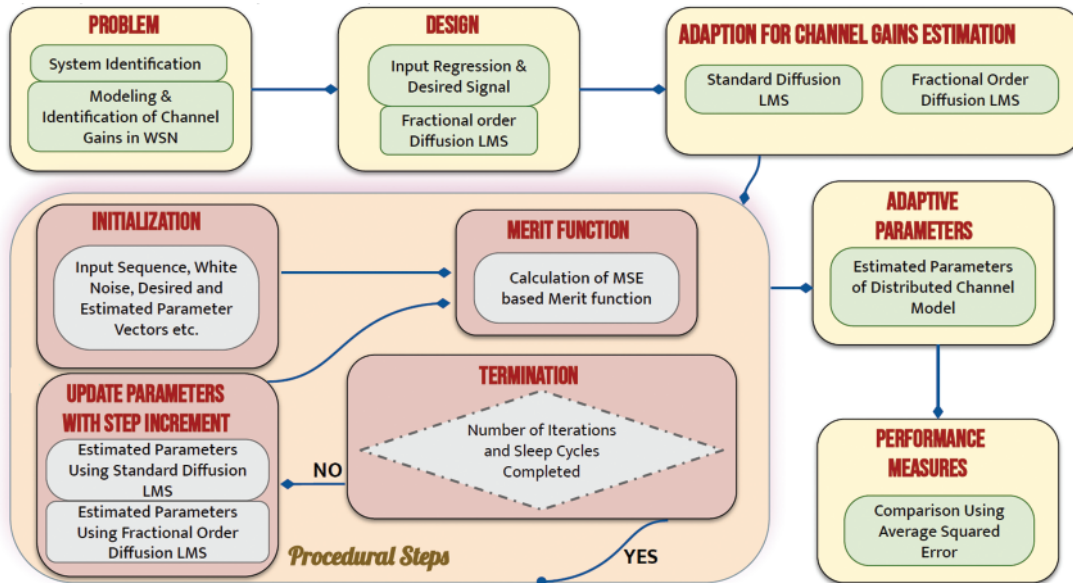 PROBLEM
System Identification
Modeling &
Identification of Channel
Gains in WSN
DESIGN
Input Regression &
Desired Signal
Fractional order
Diffusion LMS
ADAPTION FOR CHANNEL GAINS ESTIMATION
Standard Diffusion
LMS
Fractional Order
Diffusion LMS
INITIALIZATION
Input Sequence, White
Noise, Desired and
Estimated Parameter
Vectors etc.
MERIT FUNCTION
Calculation of MSE
based Merit function
ADAPTIVE
PARAMETERS
Estimated Parameters
of Distributed Channel
Model
UPDATE PARAMETERS
WITH STEP INCREMENT
Estimated Parameters
Using Standard Diffusion
LMS
Estimated Parameters
Using Fractional Order
Diffusion LMS
TERMINATION
Number of Iterations
and Sleep Cycles
Completed
NO
YES
Procedural Steps
PERFORMANCE
MEASURES
Comparison Using
Average Squared
Error